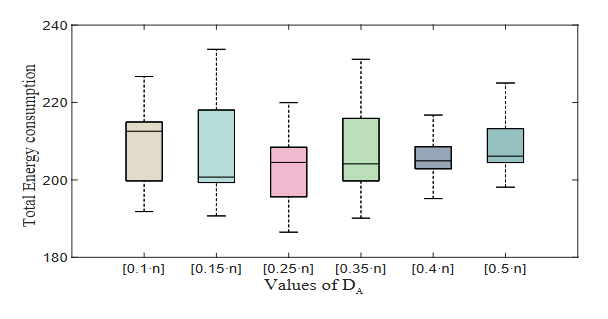 240
220
200
180
Total Energy consumption
[0.1·n] [0.15·n] [0.25·n] [0.35·n] [0.4·n] [0.5·n]
Values of D_A